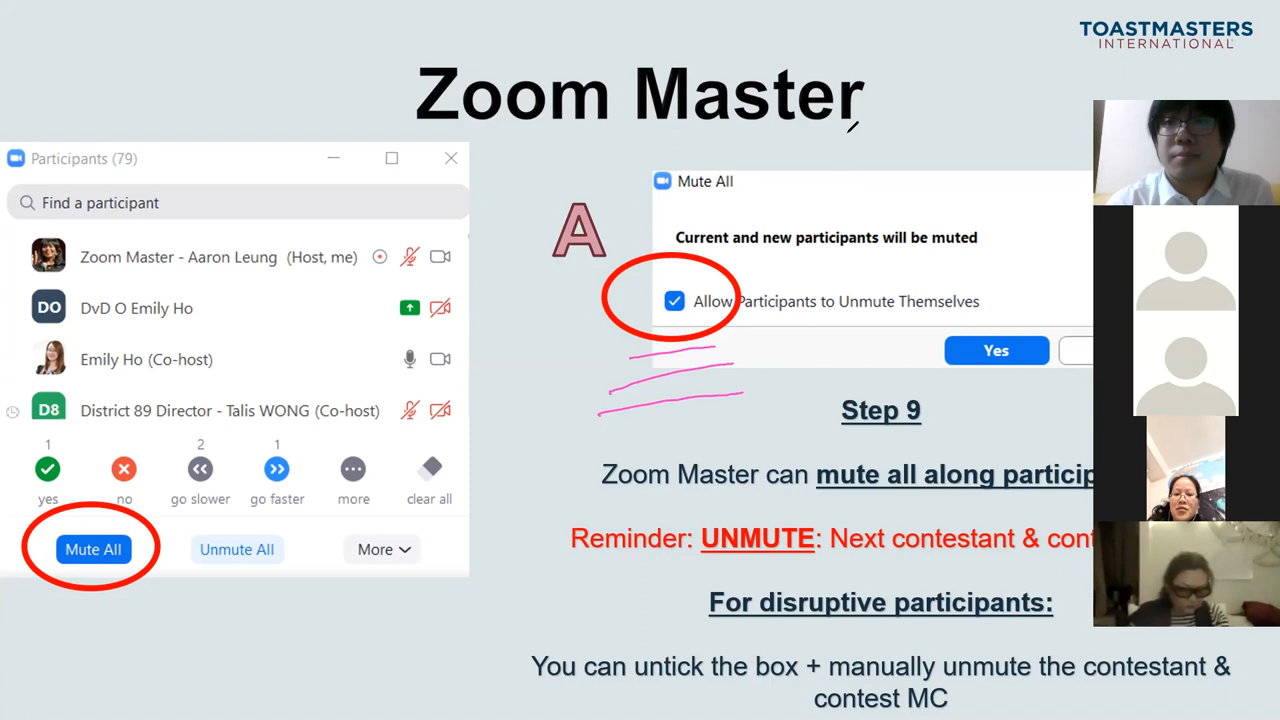 TOASTMASTERS
INTERNATIONAL
Zoom Master
Participants (79)
Find a participant
Zoom Master - Aaron Leung (Host, me)
DO DvD O Emily Ho
Emily Ho (Co-host)
D8 District 89 Director - Talis WONG (Co-host)
1 2 1
yes no go slower go faster more clear all
Mute All Unmute All More
A
Mute All
Current and new participants will be muted
Allow Participants to Unmute Themselves
Yes
Step 9
Zoom Master can mute all along
Reminder: UNMUTE: Next contestant &
For disruptive participants:
You can untick the box + manually unmute the contestant &
contest MC